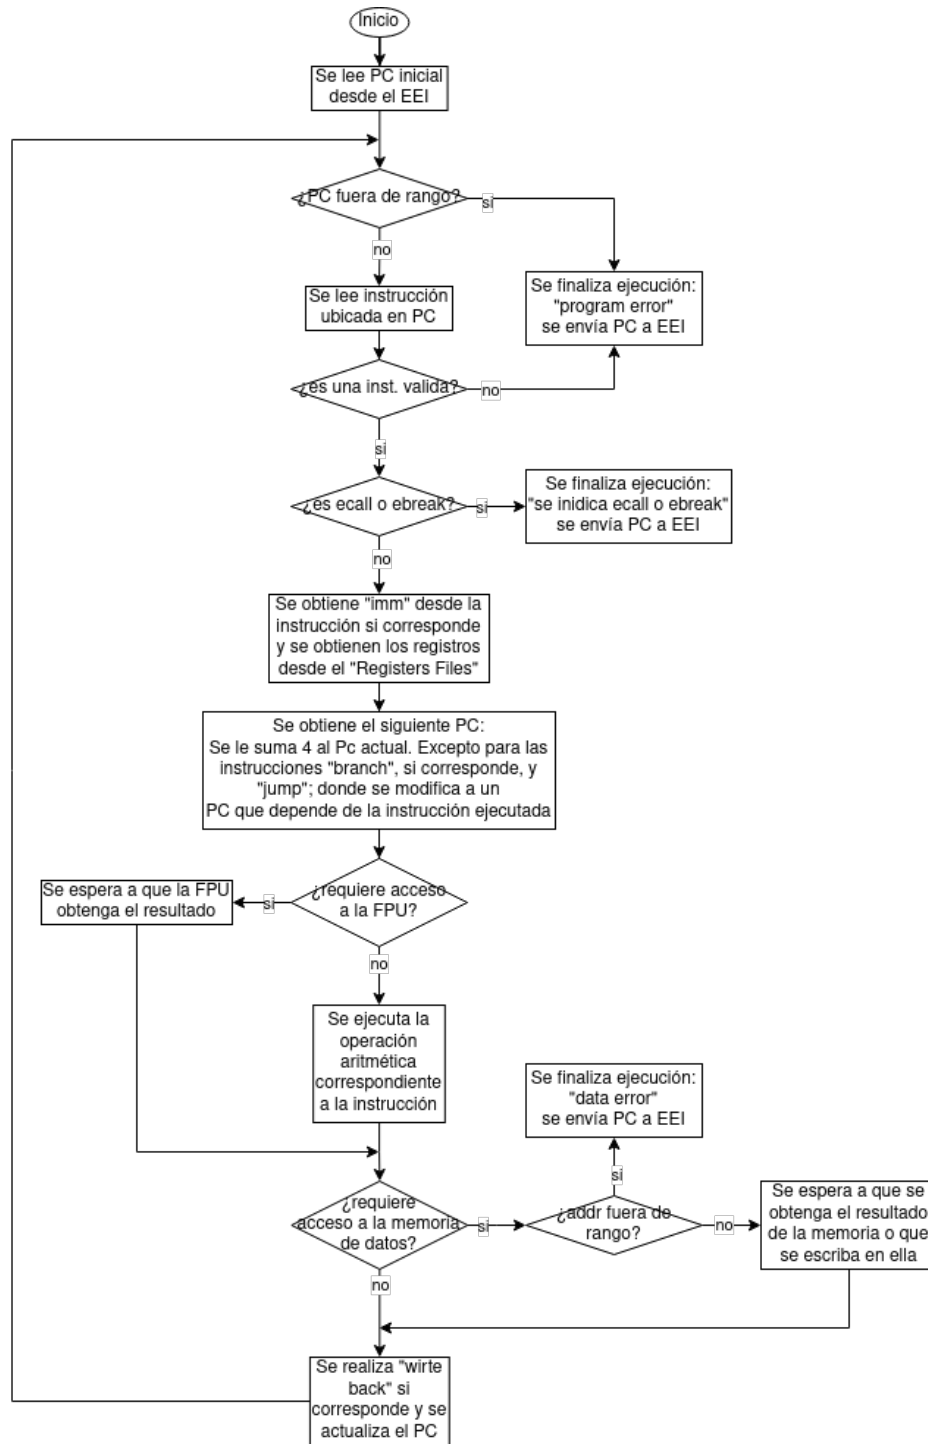 Inicio
Se lee PC inicial
desde el EEI
¿PC fuera de rango?
si
no
Se lee instrucción
ubicada en PC
Se finaliza ejecución:
"program error"
se envía PC a EEI
¿es una inst. valida?
no
si
¿es ecall o ebreak?
si
Se finaliza ejecución:
"se inidica ecall o ebreak"
se envía PC a EEI
no
Se obtiene "imm" desde la
instrucción si corresponde
y se obtienen los registros
desde el "Registers Files"
Se obtiene el siguiente PC:
Se le suma 4 al Pc actual. Excepto para las
instrucciones "branch", si corresponde, y
"jump"; donde se modifica a un
PC que depende de la instrucción ejecutada
¿requiere acceso
a la FPU?
si
Se espera a que la FPU
obtenga el resultado
no
Se ejecuta la
operación
aritmética
correspondiente
a la instrucción
Se finaliza ejecución:
"data error"
se envía PC a EEI
si
¿requiere
acceso a la memoria
de datos?
si
¿addr fuera de
rango?
no
Se espera a que se
obtenga el resultado
de la memoria o que
se escriba en ella
no
Se realiza "wirte
back" si
corresponde y se
actualiza el PC